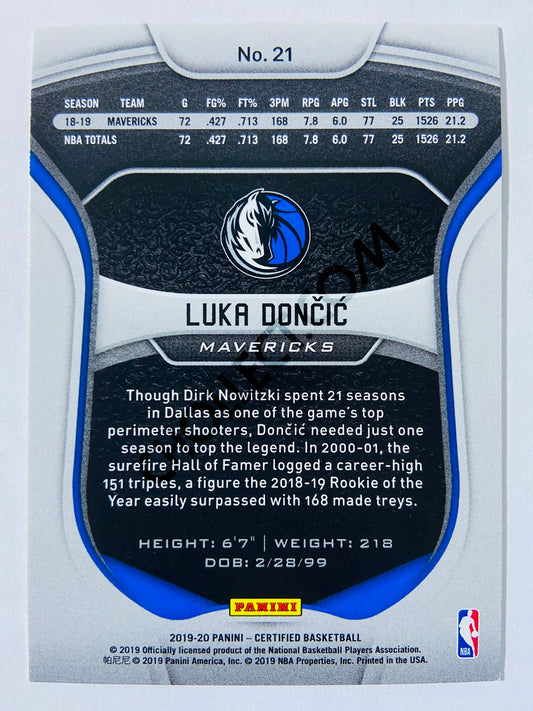 No. 21
SEASON TEAM G FG% FT% 3PM RPG APG STL BLK PTS PPG
18-19 MAVERICKS 72 .427 .713 168 7.8 6.0 77 25 1526 21.2
NBA TOTALS 72 .427 .713 168 7.8 6.0 77 25 1526 21.2
LUKA DONČIĆ
MAVERICKS
Though Dirk Nowitzki spent 21 seasons
in Dallas as one of the game's top
perimeter shooters, Dončić needed just one
season to top the legend. In 2000-01, the
surefire Hall of Famer logged a career-high
151 triples, a figure the 2018-19 Rookie of the
Year easily surpassed with 168 made treys.
HEIGHT: 6'7" | WEIGHT: 218
DOB: 2/28/99
PANINI
2019-20 PANINI – CERTIFIED BASKETBALL
© 2019 Officially licensed product of the National Basketball Players Association.
帕尼尼 © 2019 Panini America, Inc. © 2019 NBA Properties, Inc. Printed in the USA.
NBA